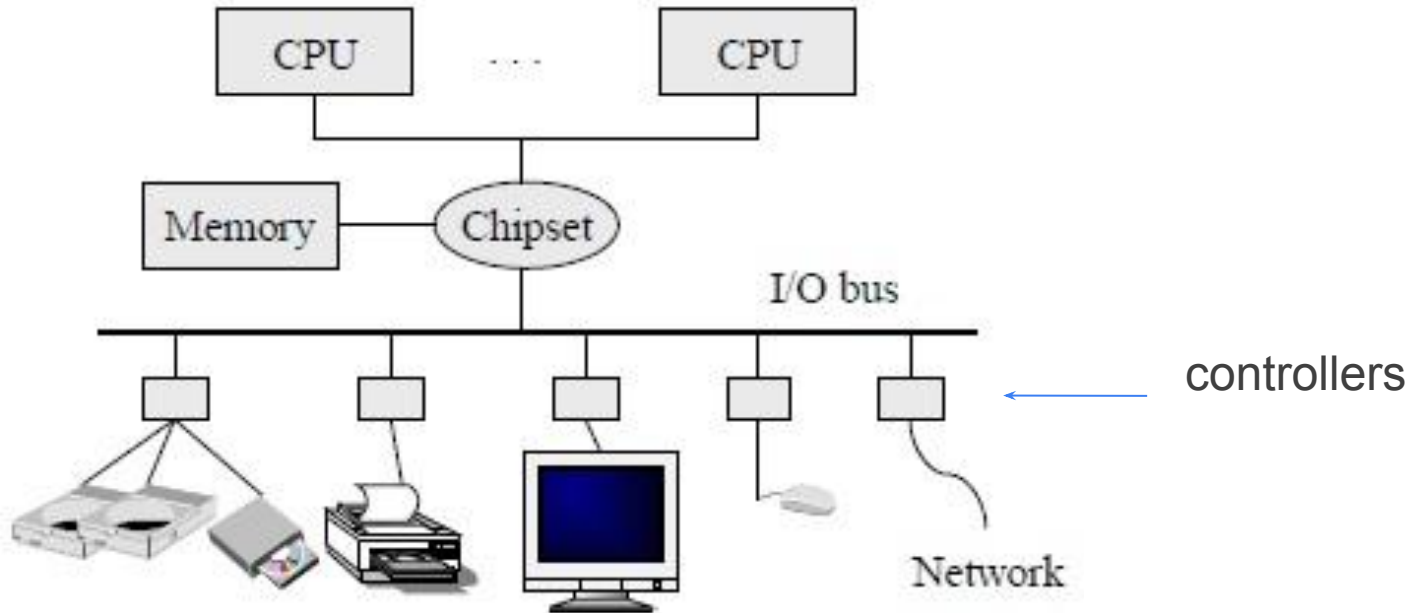 CPU
. . .
CPU
Memory
Chipset
I/O bus
controllers
Network